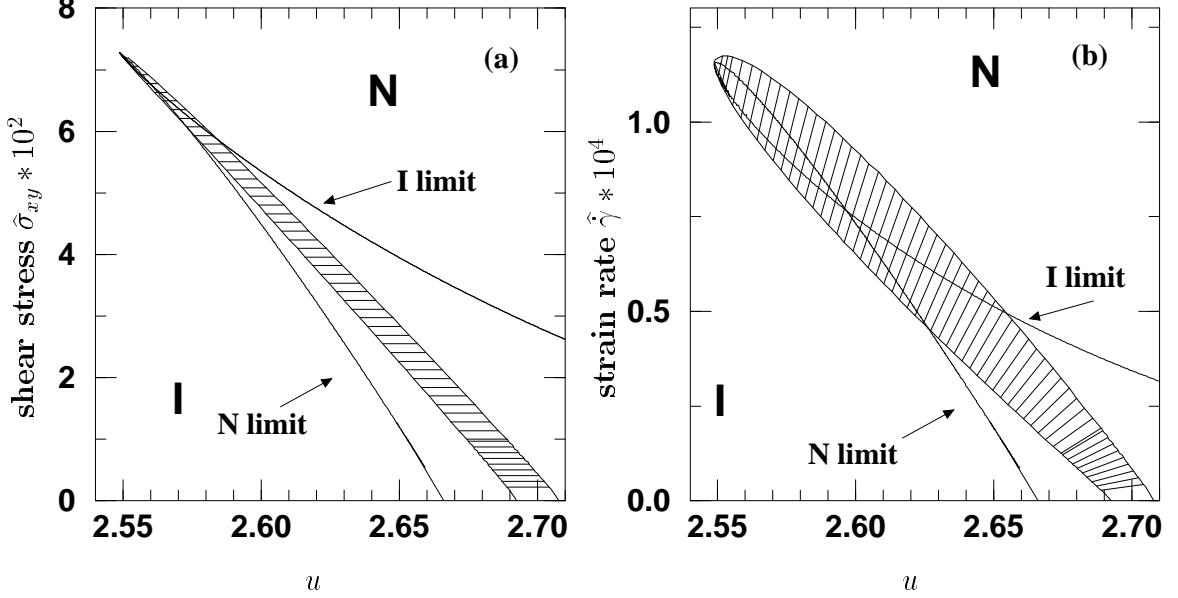 (a)
N
I limit
I
N limit
8
6
4
2
0
2.55 2.60 2.65 2.70
shear stress σ̂xy * 10²
u
(b)
N
I limit
I
N limit
1.0
0.5
0.0
2.55 2.60 2.65 2.70
strain rate γ̇̂ * 10⁴
u